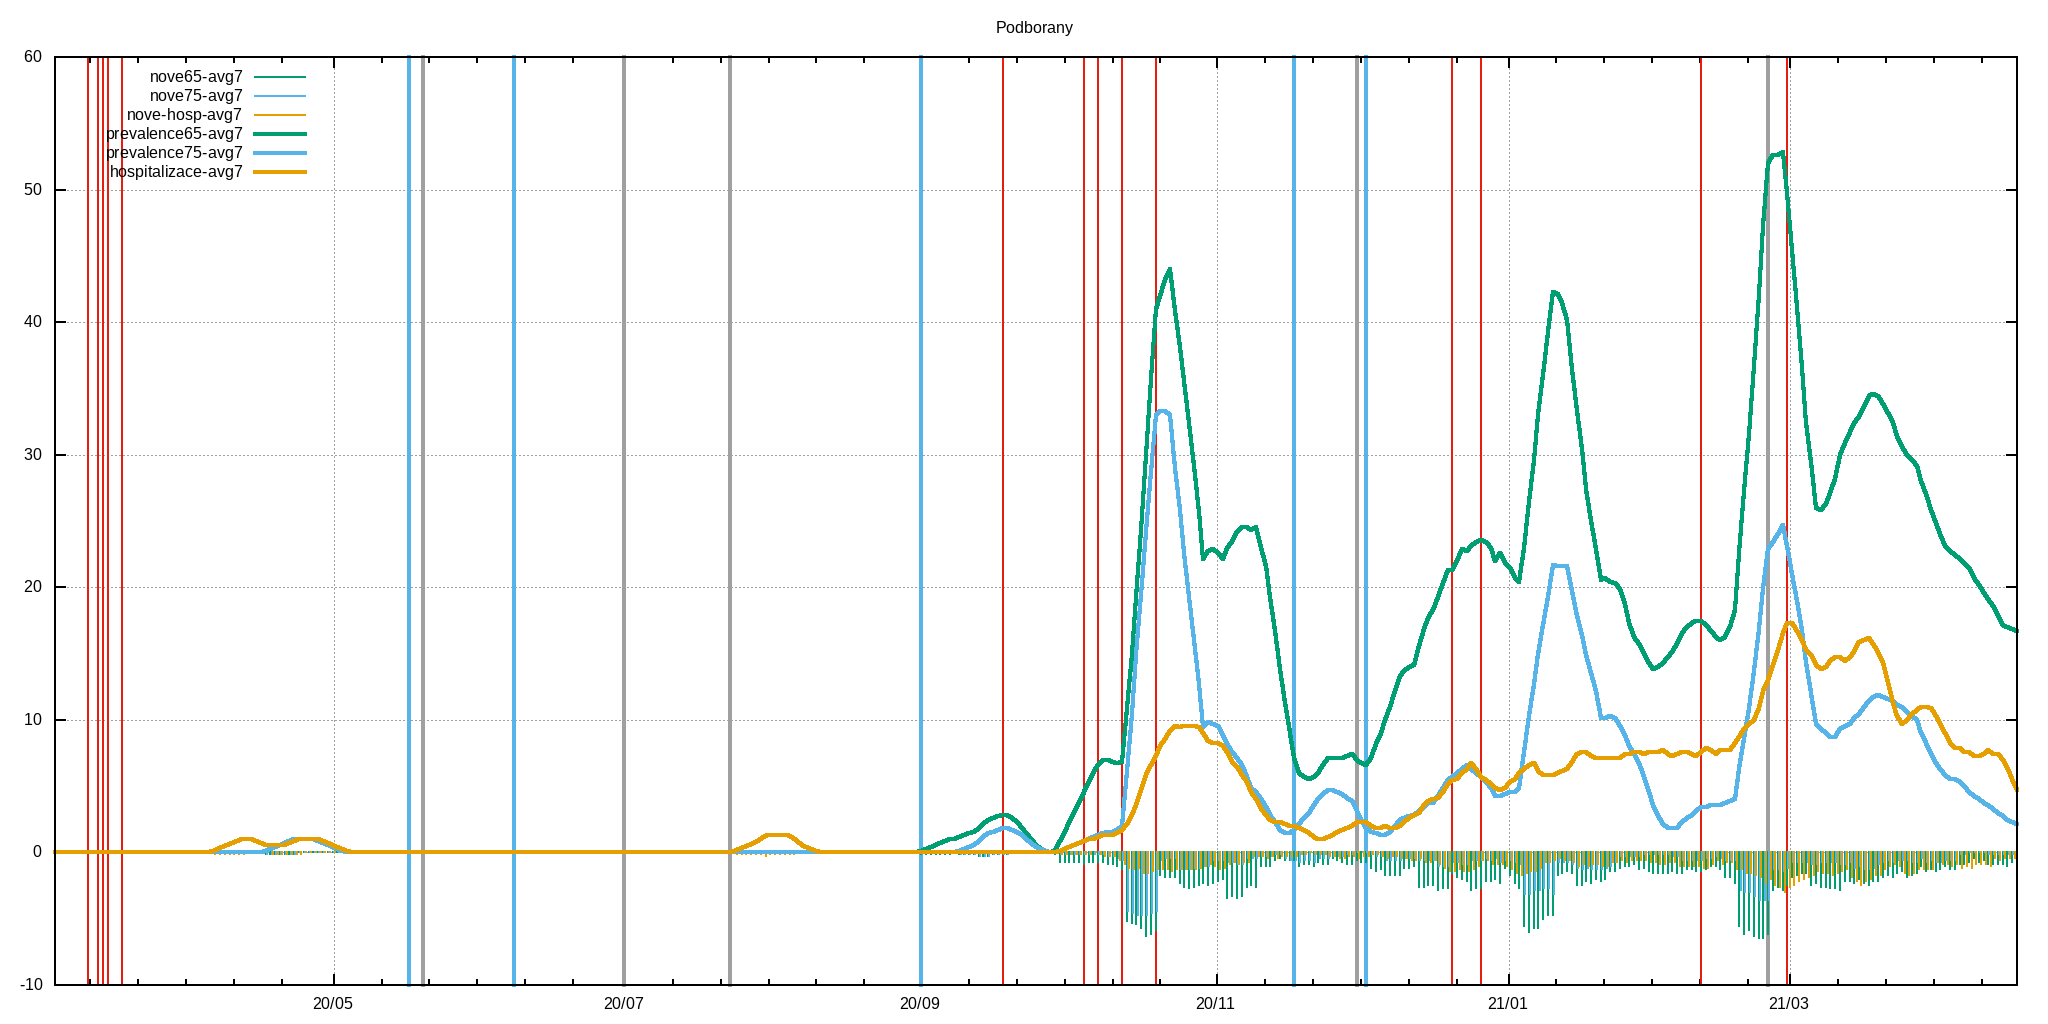 Podborany
60
nove65-avg7
nove75-avg7
nove-hosp-avg7
prevalence65-avg7
prevalence75-avg7
hospitalizace-avg7
50
40
30
20
10
0
-10
20/05
20/07
20/09
20/11
21/01
21/03